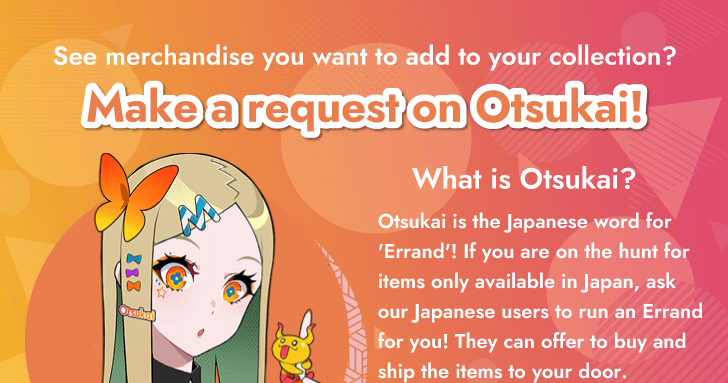 See merchandise you want to add to your collection?
Make a request on Otsukai!
What is Otsukai?
Otsukai is the Japanese word for
'Errand'! If you are on the hunt for
items only available in Japan, ask
our Japanese users to run an Errand
for you! They can offer to buy and
ship the items to your door.
Otsukai